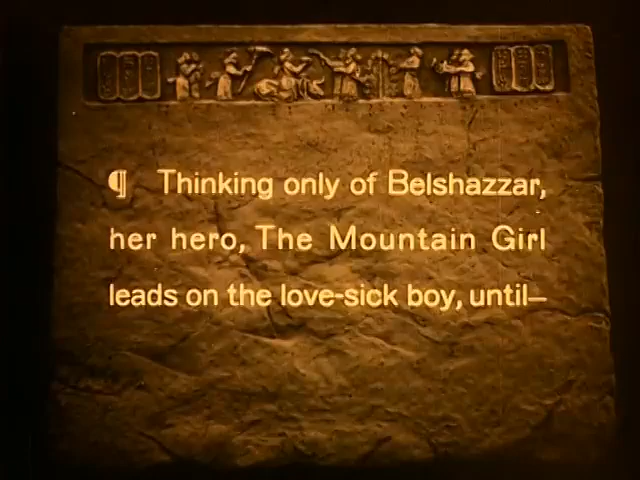 ¶ Thinking only of Belshazzar,
her hero, The Mountain Girl
leads on the love-sick boy, until—